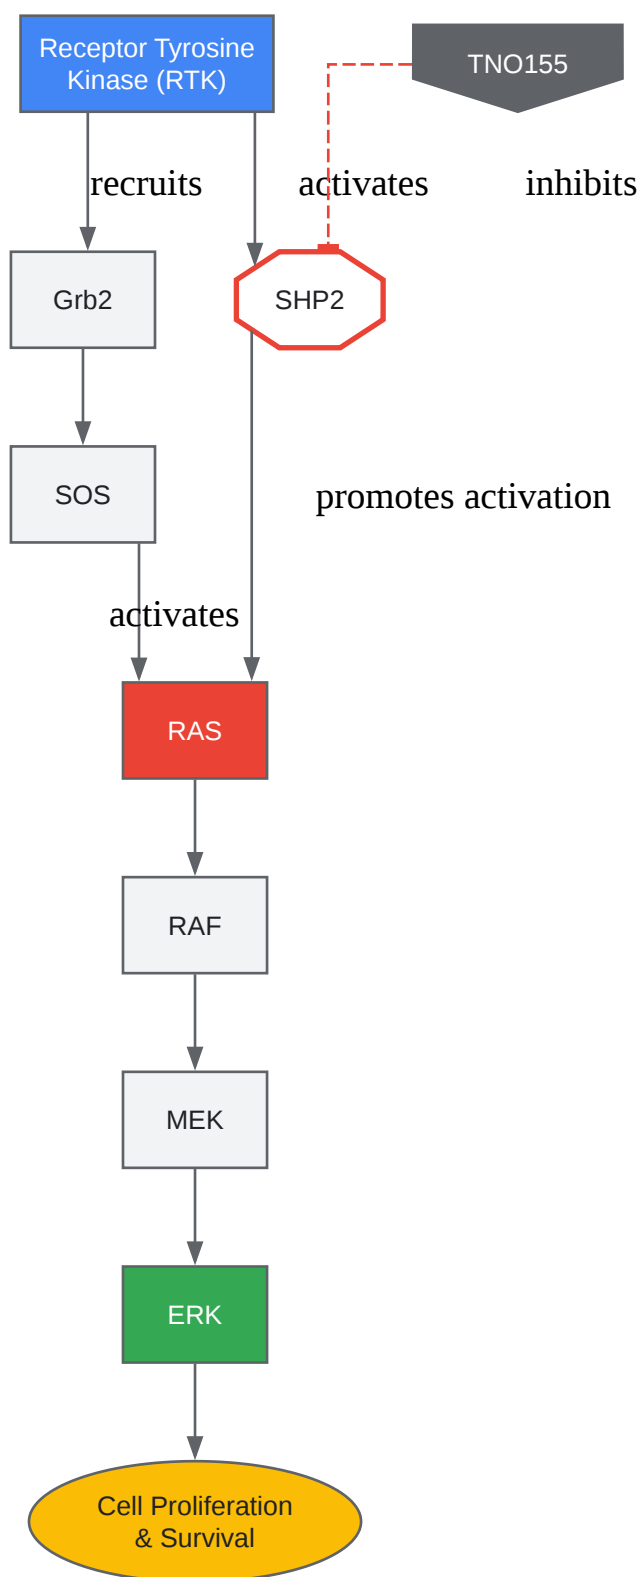 Receptor Tyrosine
Kinase (RTK)
TNO155
recruits
activates
inhibits
Grb2
SHP2
SOS
promotes activation
activates
RAS
RAF
MEK
ERK
Cell Proliferation
& Survival